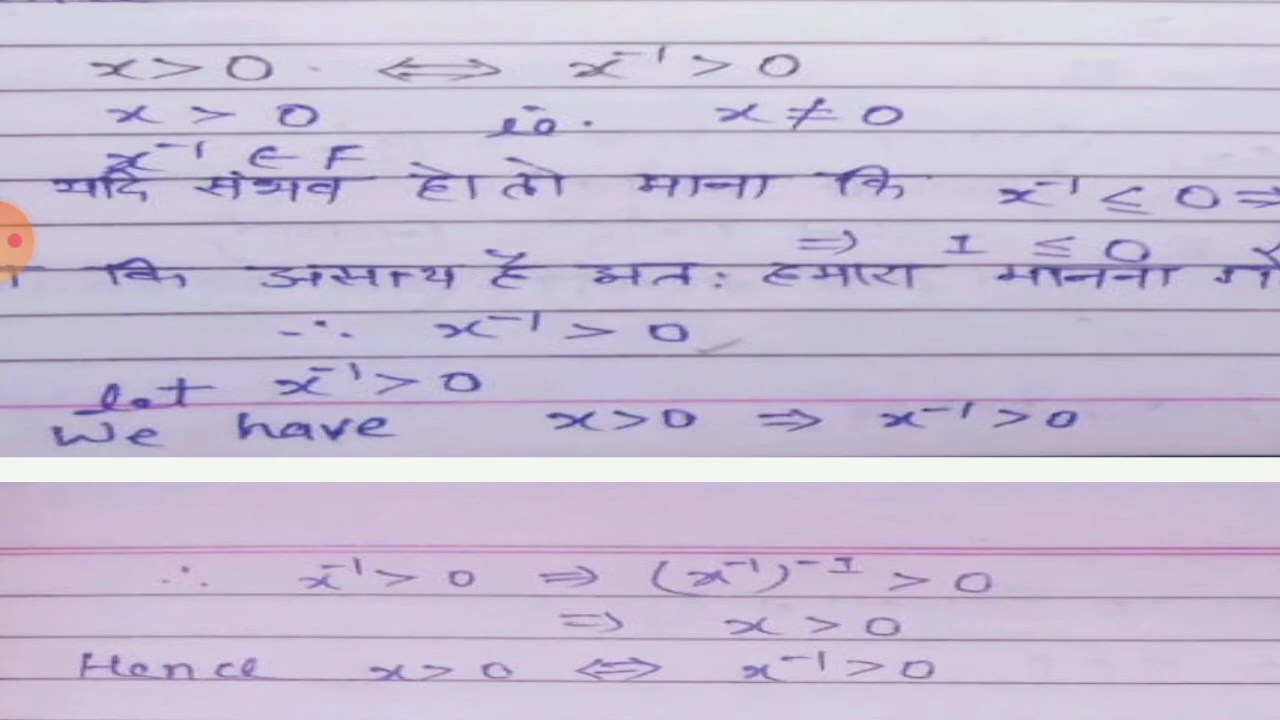 x > 0 ⇔ x⁻¹ > 0
x > 0 i.e. x ≠ 0
x⁻¹ ∈ F
यदि संभव है। तो माना कि x⁻¹ ≤ 0 ⇒
⇒ 1 ≤ 0
कि असत्य है अतः हमारा मानना
∴ x⁻¹ > 0
let x⁻¹ > 0
We have x > 0 ⇒ x⁻¹ > 0
∴ x⁻¹ > 0 ⇒ (x⁻¹)⁻¹ > 0
⇒ x > 0
Hence x > 0 ⇔ x⁻¹ > 0